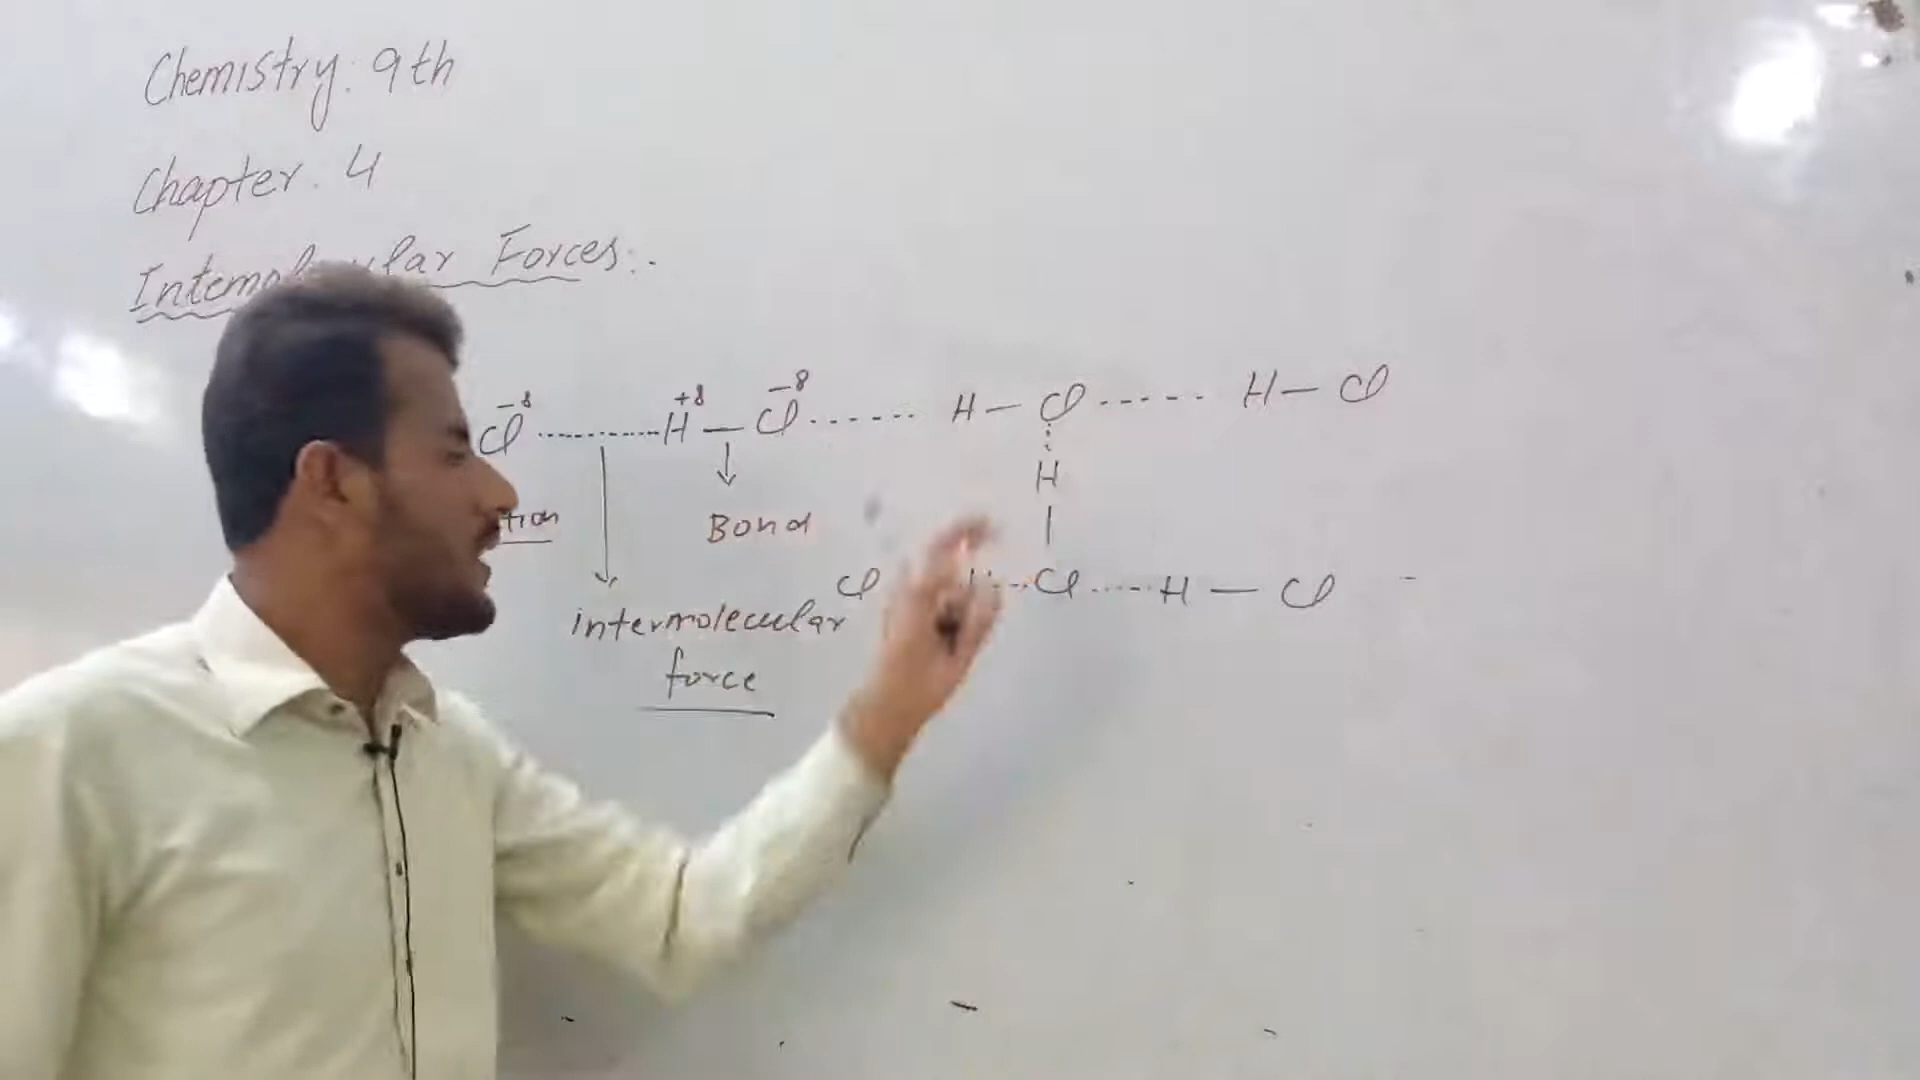 Chemistry: 9th
Chapter. 4
Forces:.
-δ +δ -δ
Cl ........... H — Cl ...... H — Cl ...... H — Cl
H
|
Bond
Cl ... Cl ..... H — Cl
intermolecular
force